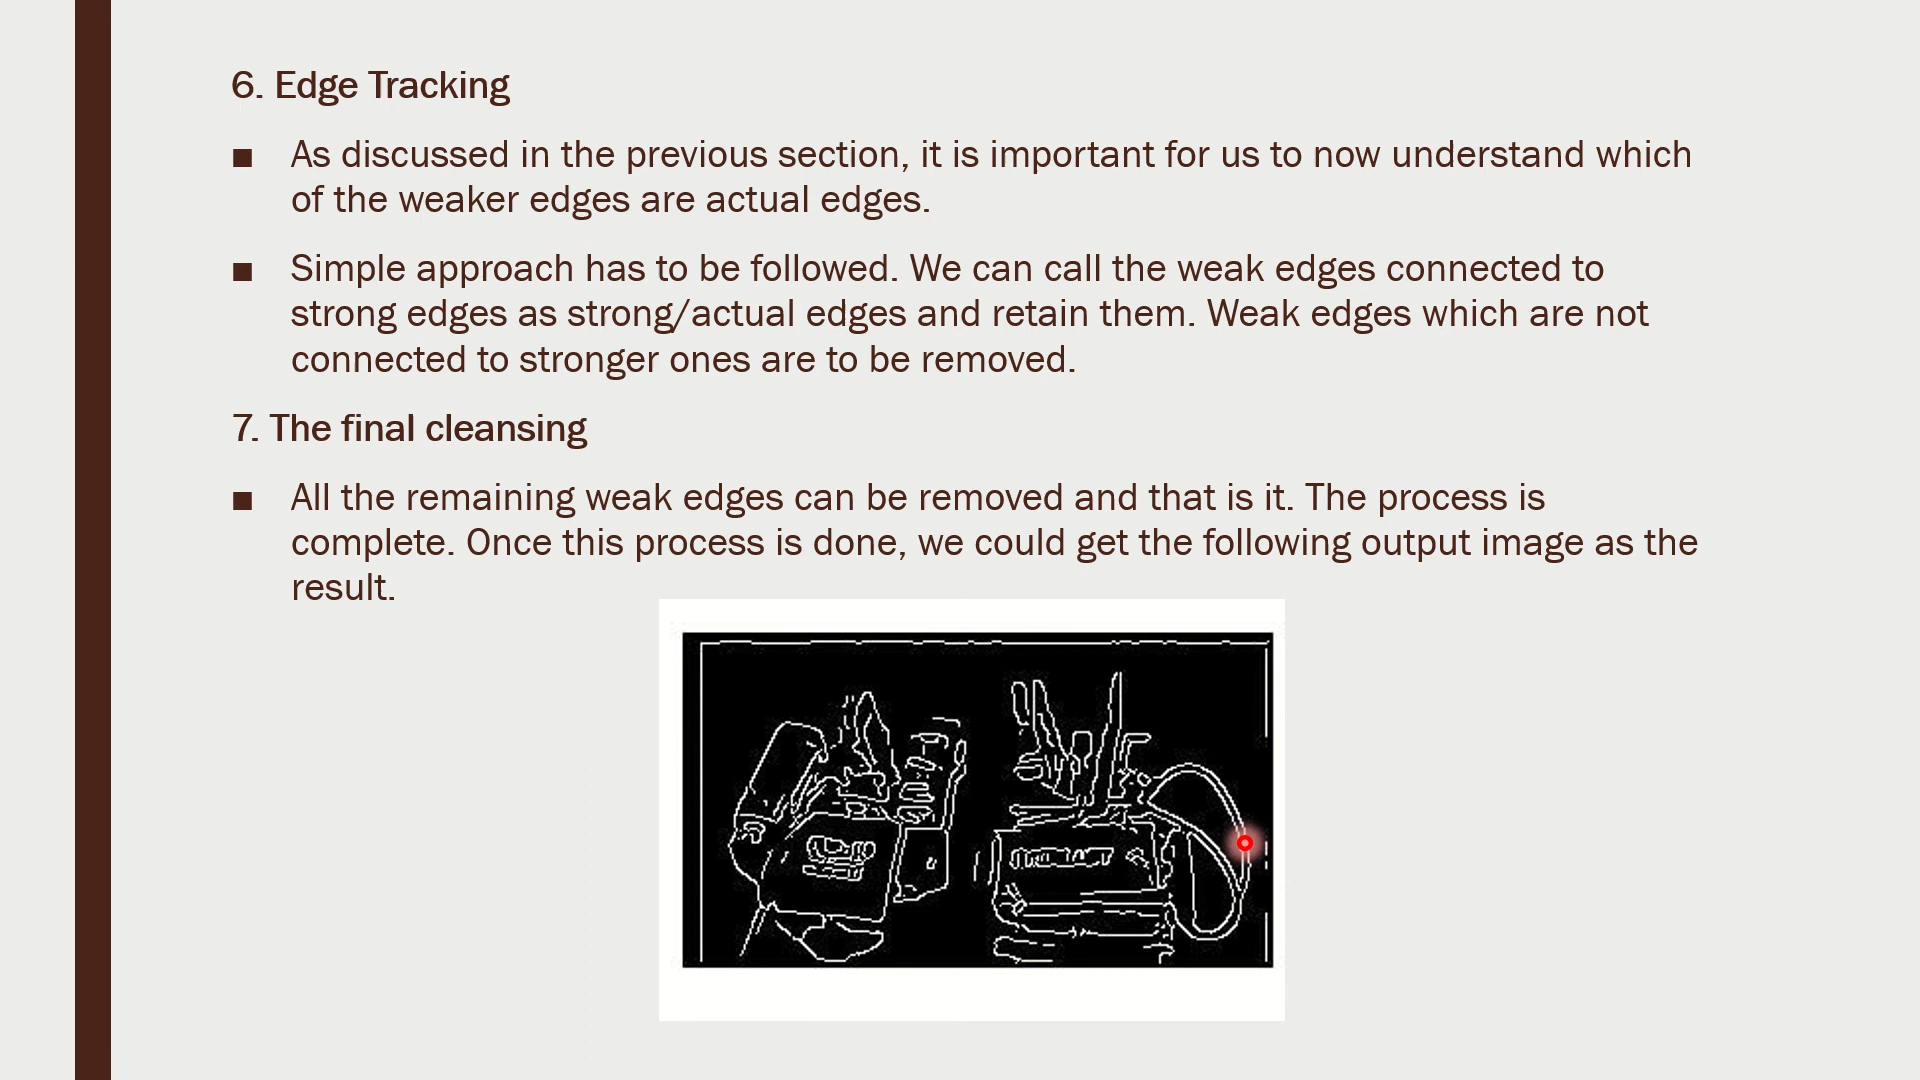 6. Edge Tracking
■ As discussed in the previous section, it is important for us to now understand which
of the weaker edges are actual edges.
■ Simple approach has to be followed. We can call the weak edges connected to
strong edges as strong/actual edges and retain them. Weak edges which are not
connected to stronger ones are to be removed.
7. The final cleansing
■ All the remaining weak edges can be removed and that is it. The process is
complete. Once this process is done, we could get the following output image as the
result.